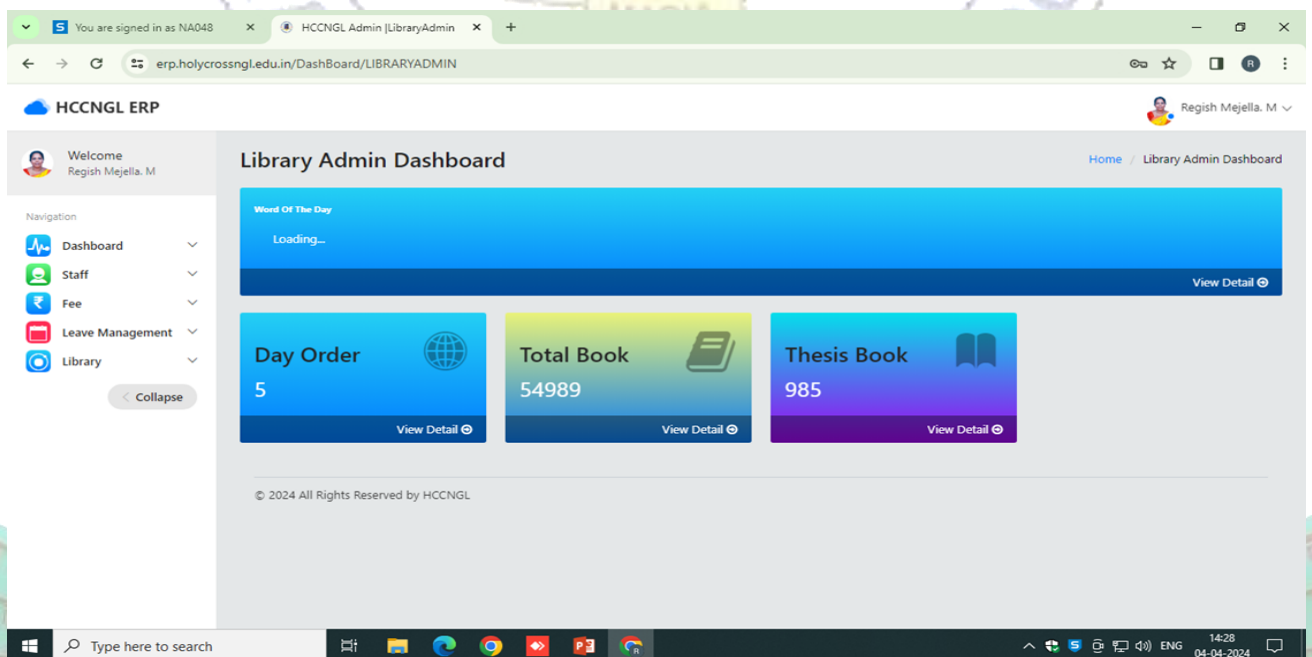 You are signed in as NA048
HCCNGL Admin |LibraryAdmin
erp.holycrossngl.edu.in/DashBoard/LIBRARYADMIN
R
HCCNGL ERP
Regish Mejella. M
Welcome
Regish Mejella. M
Library Admin Dashboard
Home / Library Admin Dashboard
Navigation
Dashboard
Staff
Fee
Leave Management
Library
Collapse
Word Of The Day
Loading...
View Detail
Day Order
5
View Detail
Total Book
54989
View Detail
Thesis Book
985
View Detail
© 2024 All Rights Reserved by HCCNGL
Type here to search
ENG
14:28
04-04-2024